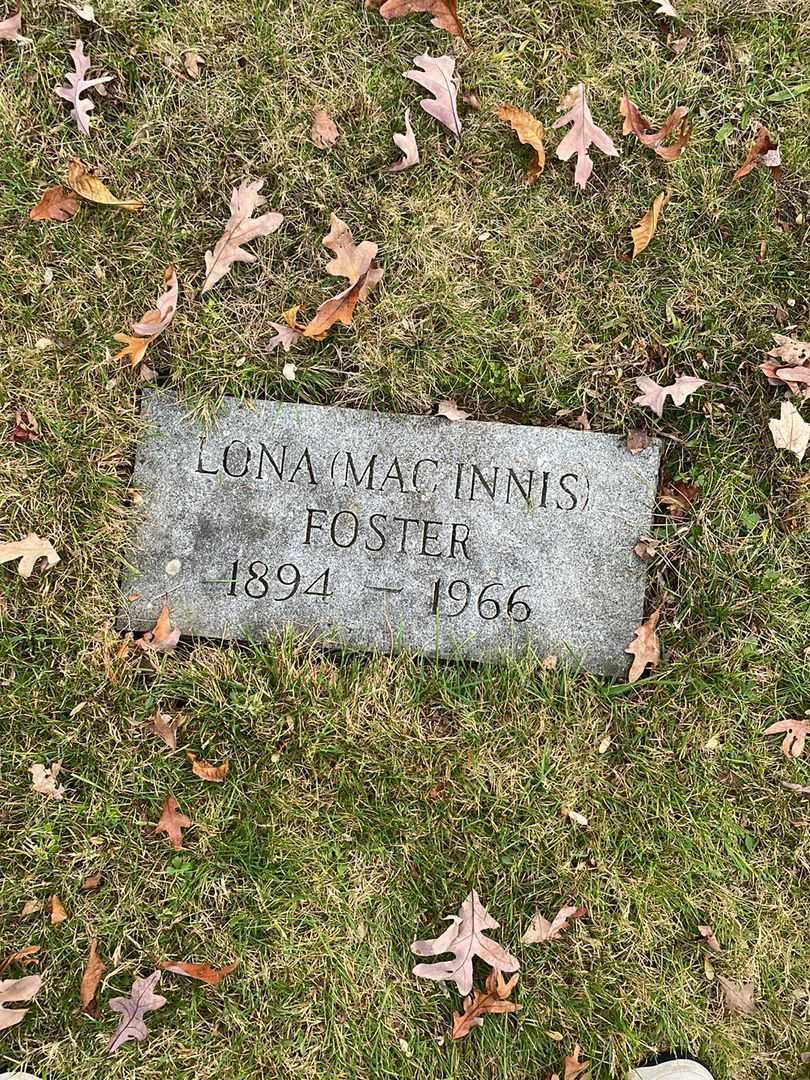 LONA (MAC INNIS)
FOSTER
1894 — 1966